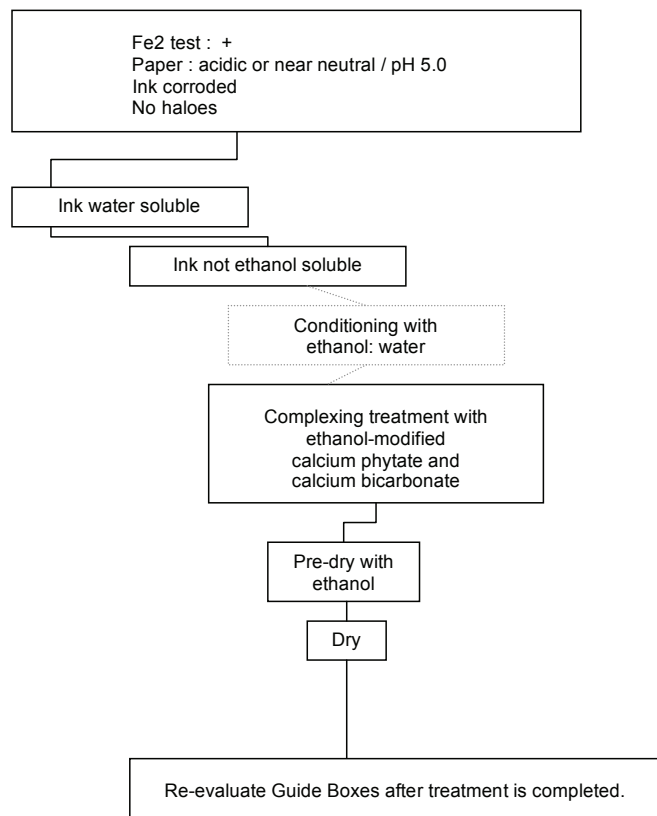 Fe2 test : +
Paper : acidic or near neutral / pH 5.0
Ink corroded
No haloes
Ink water soluble
Ink not ethanol soluble
Conditioning with
ethanol: water
Complexing treatment with
ethanol-modified
calcium phytate and
calcium bicarbonate
Pre-dry with
ethanol
Dry
Re-evaluate Guide Boxes after treatment is completed.